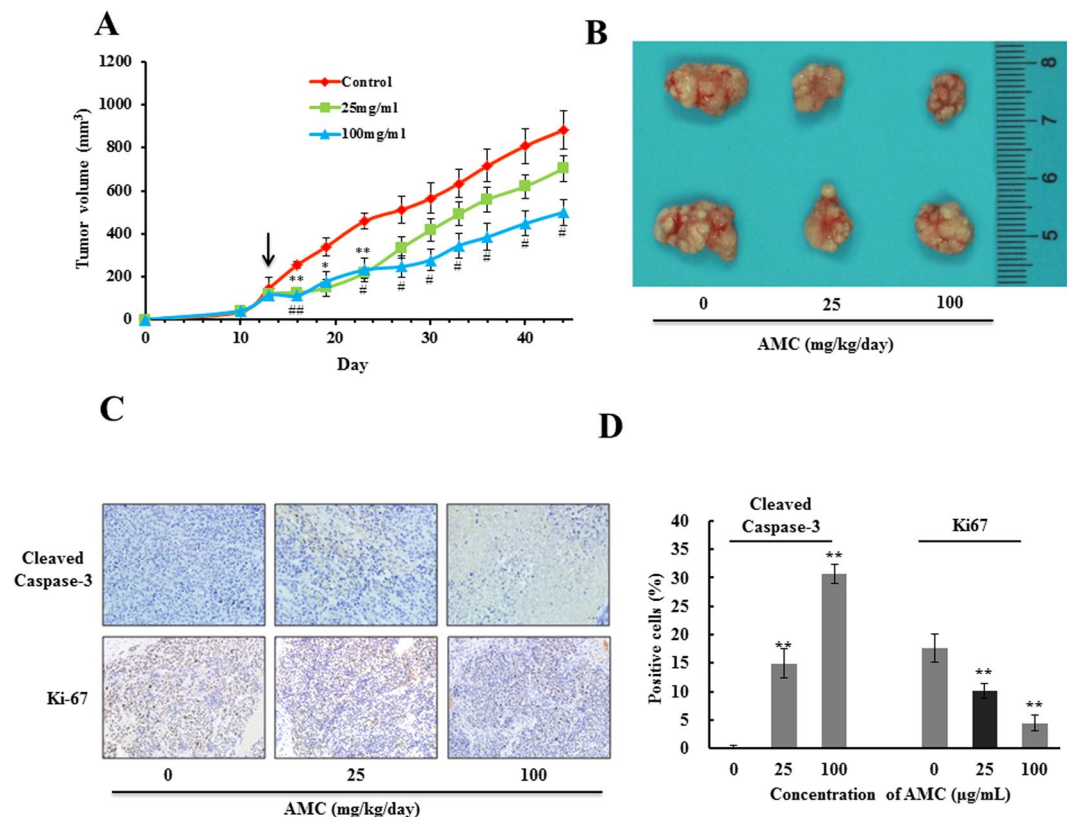 A
Tumor volume (mm³)
1200
1000
800
600
400
200
0
Control
25mg/ml
100mg/ml
**
*
**
*
##
#
#
#
#
#
#
#
0 10 20 30 40
Day
B
8
7
6
5
0 25 100
AMC (mg/kg/day)
C
Cleaved
Caspase-3
Ki-67
0 25 100
AMC (mg/kg/day)
D
Positive cells (%)
40
35
30
25
20
15
10
5
0
Cleaved
Caspase-3
Ki67
**
**
**
**
0 25 100 0 25 100
Concentration of AMC (µg/mL)